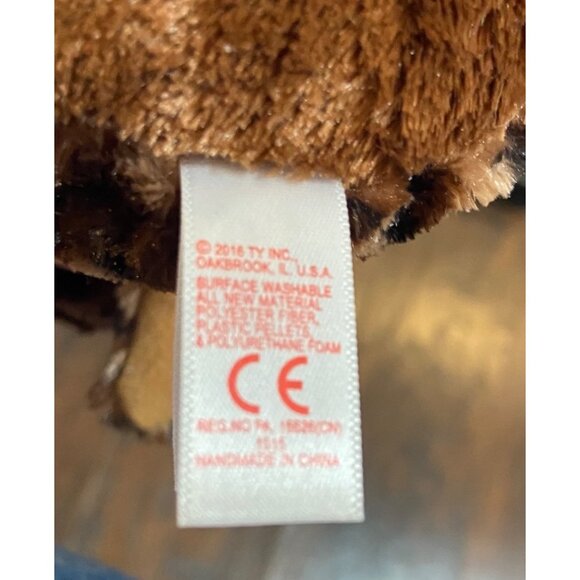 © 2016 TY INC.,
OAKBROOK, IL. U.S.A.
SURFACE WASHABLE
ALL NEW MATERIAL
POLYESTER FIBER,
PLASTIC PELLETS,
& POLYURETHANE FOAM
CE
REG.NO PA. (CN)
HANDMADE IN CHINA